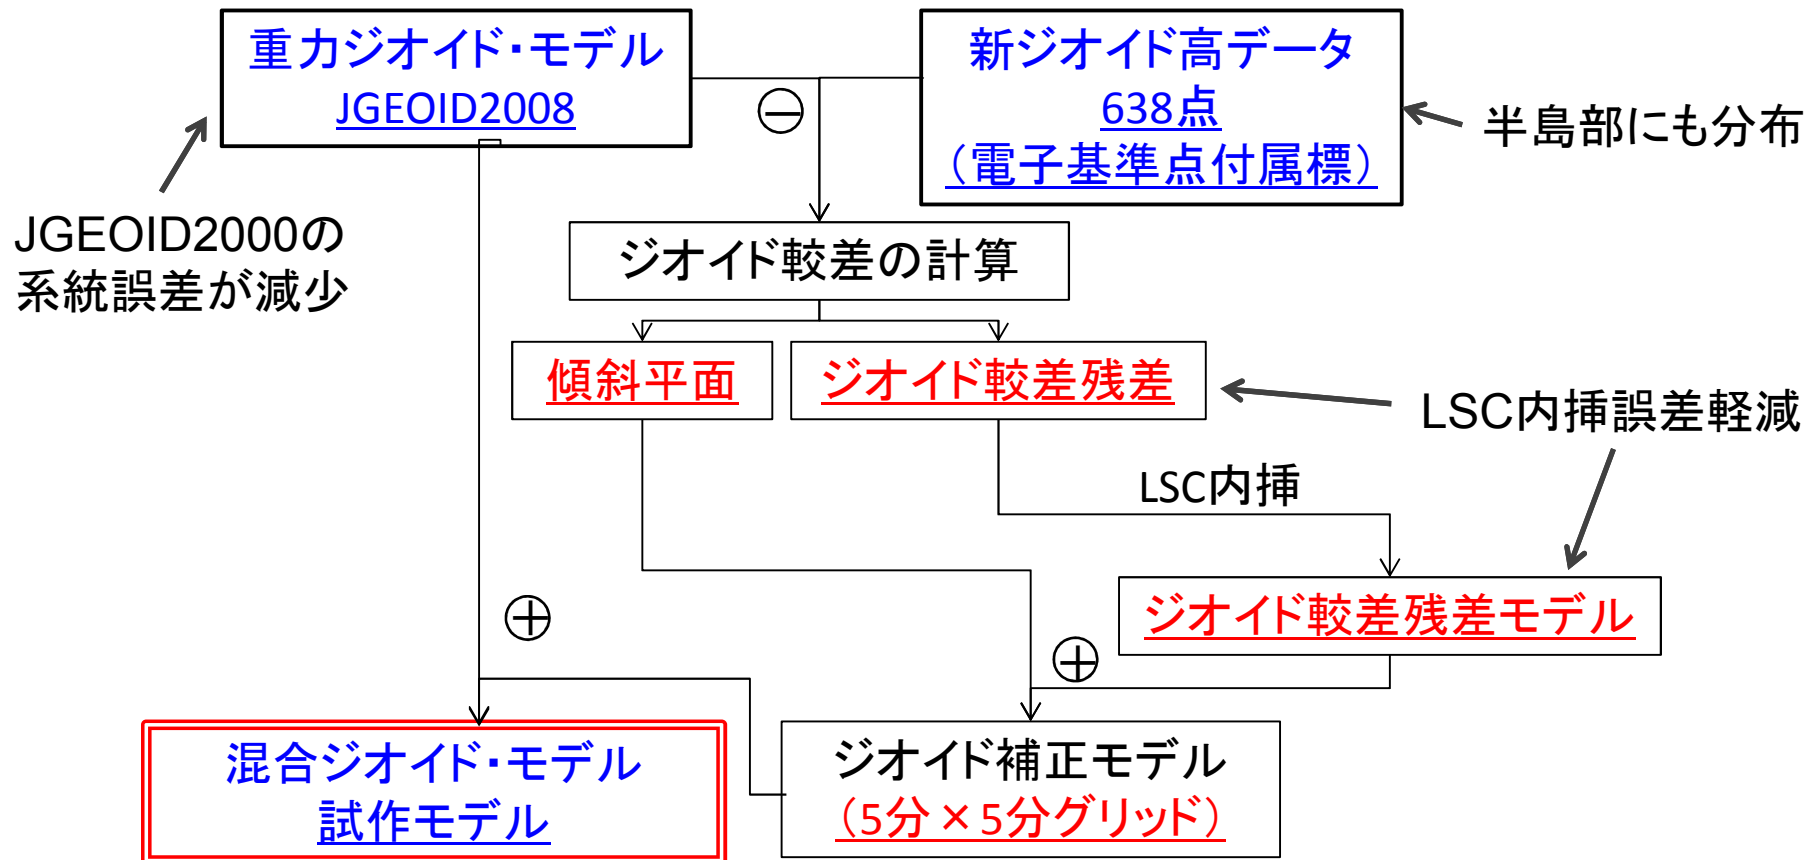 重力ジオイド・モデル
JGEOID2008
新ジオイド高データ
638点
（電子基準点付属標）
半島部にも分布
JGEOID2000の
系統誤差が減少
ジオイド較差の計算
傾斜平面
ジオイド較差残差
LSC内挿誤差軽減
LSC内挿
ジオイド較差残差モデル
混合ジオイド・モデル
試作モデル
ジオイド補正モデル
（5分×5分グリッド）